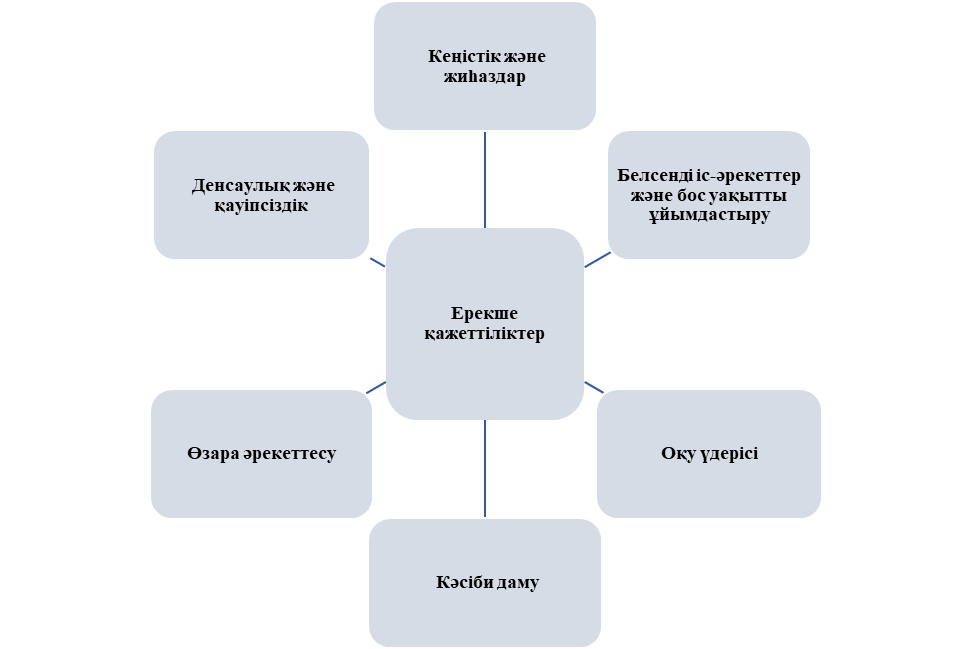 Кеңістік және
жиһаздар
Денсаулық және
қауіпсіздік
Белсенді іс-әрекеттер
және бос уақытты
ұйымдастыру
Ерекше
қажеттіліктер
Өзара әрекеттесу
Оқу үдерісі
Кәсіби даму